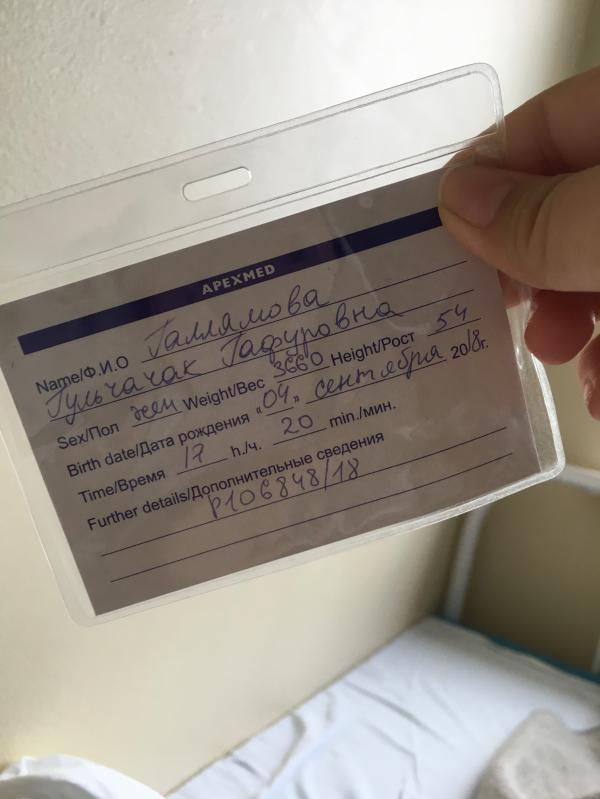 APEXMED
Name/Ф.И.О Галлямова
Гульчачак Гафуровна
Sex/Пол жен Weight/Вес 3660 Height/Рост 54
Birth date/Дата рождения “04„ сентября 2018г.
Time/Время 17 h./ч. 20 min./мин.
Further details/Дополнительные сведения
р106848/18